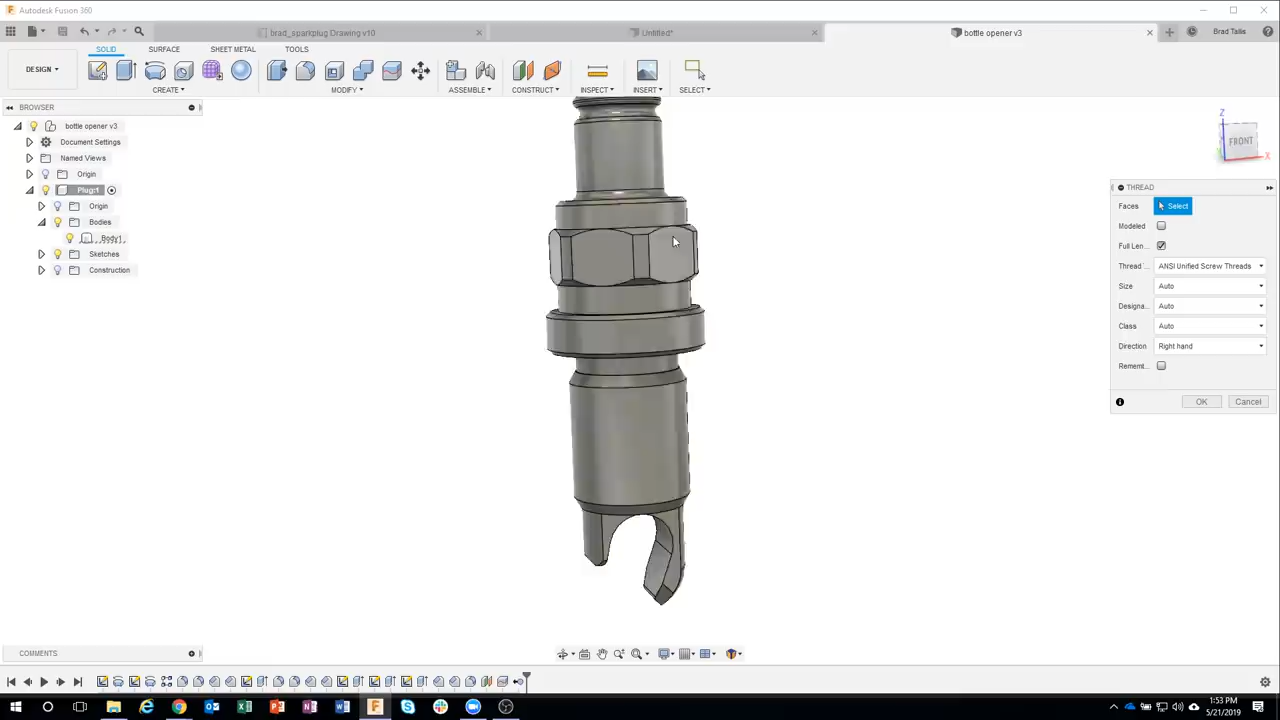 Autodesk Fusion 360
brad_sparkplug Drawing v10
Untitled*
bottle opener v3
Brad Tallis
SOLID
SURFACE
SHEET METAL
TOOLS
DESIGN
CREATE
MODIFY
ASSEMBLE
CONSTRUCT
INSPECT
INSERT
SELECT
BROWSER
bottle opener v3
Document Settings
Named Views
Origin
Plug:1
Origin
Bodies
Body1
Sketches
Construction
Z
FRONT
X
THREAD
Faces Select
Modeled
Full Len...
Thread ... ANSI Unified Screw Threads
Size Auto
Designa... Auto
Class Auto
Direction Right hand
Rememb...
OK Cancel
COMMENTS
1:53 PM
5/21/2019